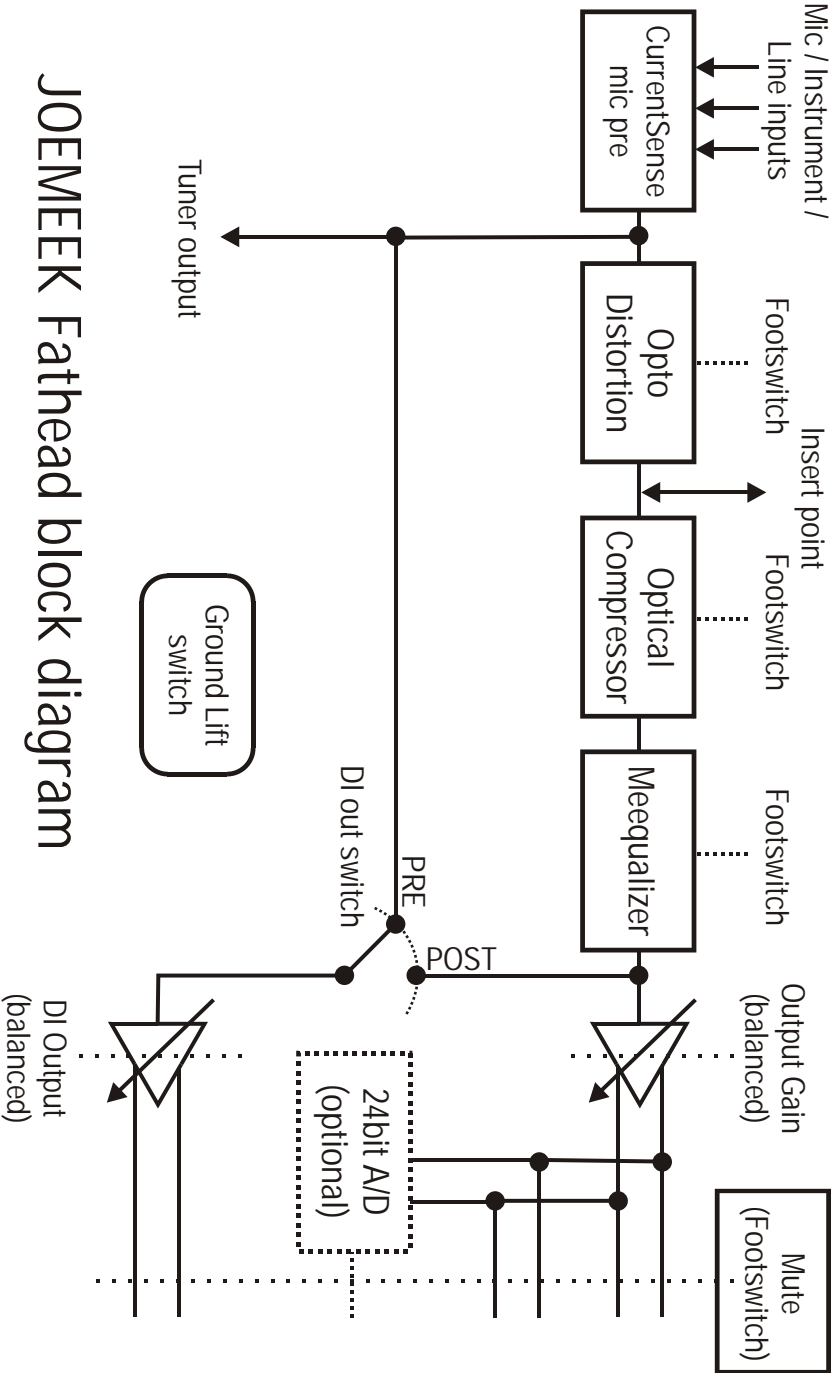 Mic / Instrument /
Line inputs
CurrentSense
mic pre
Footswitch
Opto
Distortion
Insert point
Footswitch
Optical
Compressor
Footswitch
Meequalizer
Output Gain
(balanced)
Mute
(Footswitch)
PRE
POST
DI out switch
24bit A/D
(optional)
Tuner output
Ground Lift
switch
DI Output
(balanced)
JOEMEEK Fathead block diagram